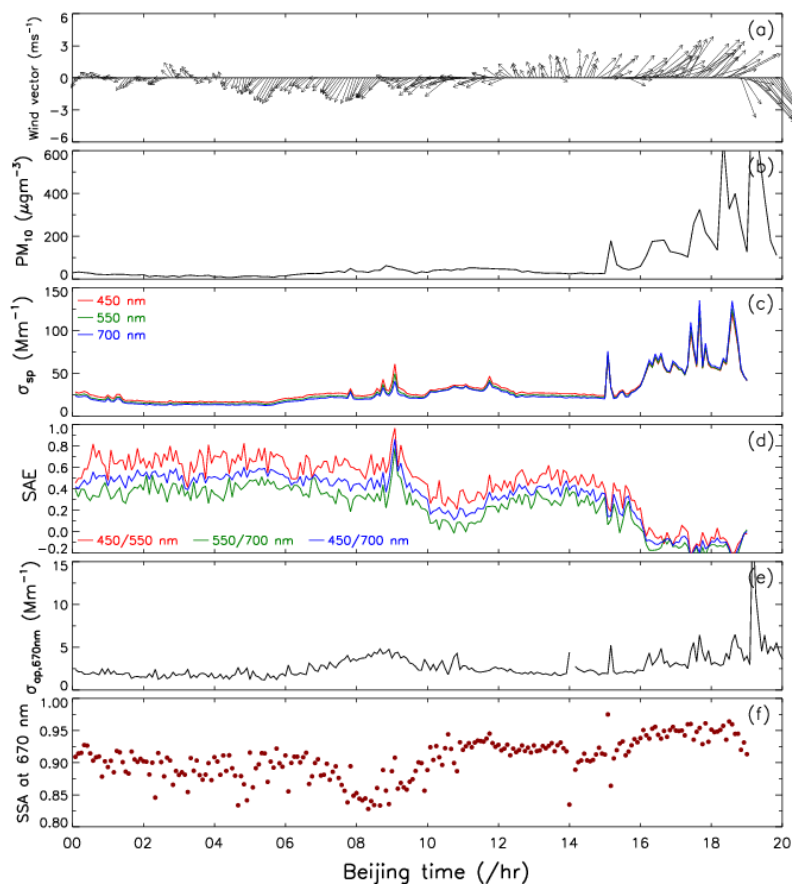 (a)
Wind vector (ms⁻¹)
6
3
0
−3
−6
(b)
PM₁₀ (μgm⁻³)
600
400
200
0
(c)
σsp (Mm⁻¹)
150
100
50
0
450 nm
550 nm
700 nm
(d)
SAE
1.0
0.8
0.6
0.4
0.2
0.0
−0.2
450/550 nm 550/700 nm 450/700 nm
(e)
σap,670nm (Mm⁻¹)
15
10
5
0
(f)
SSA at 670 nm
1.00
0.95
0.90
0.85
0.80
00 02 04 06 08 10 12 14 16 18 20
Beijing time (/hr)